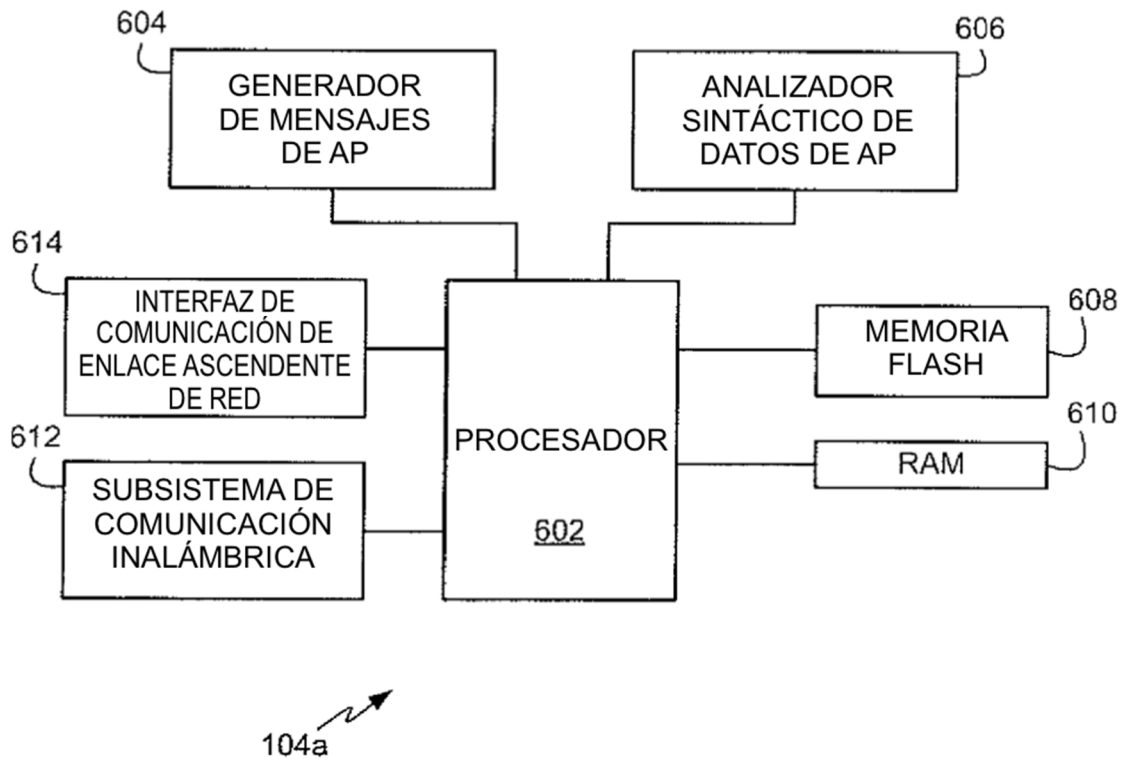 604
GENERADOR
DE MENSAJES
DE AP
606
ANALIZADOR
SINTÁCTICO DE
DATOS DE AP
614
INTERFAZ DE
COMUNICACIÓN DE
ENLACE ASCENDENTE
DE RED
612
SUBSISTEMA DE
COMUNICACIÓN
INALÁMBRICA
PROCESADOR
602
608
MEMORIA
FLASH
610
RAM
104a